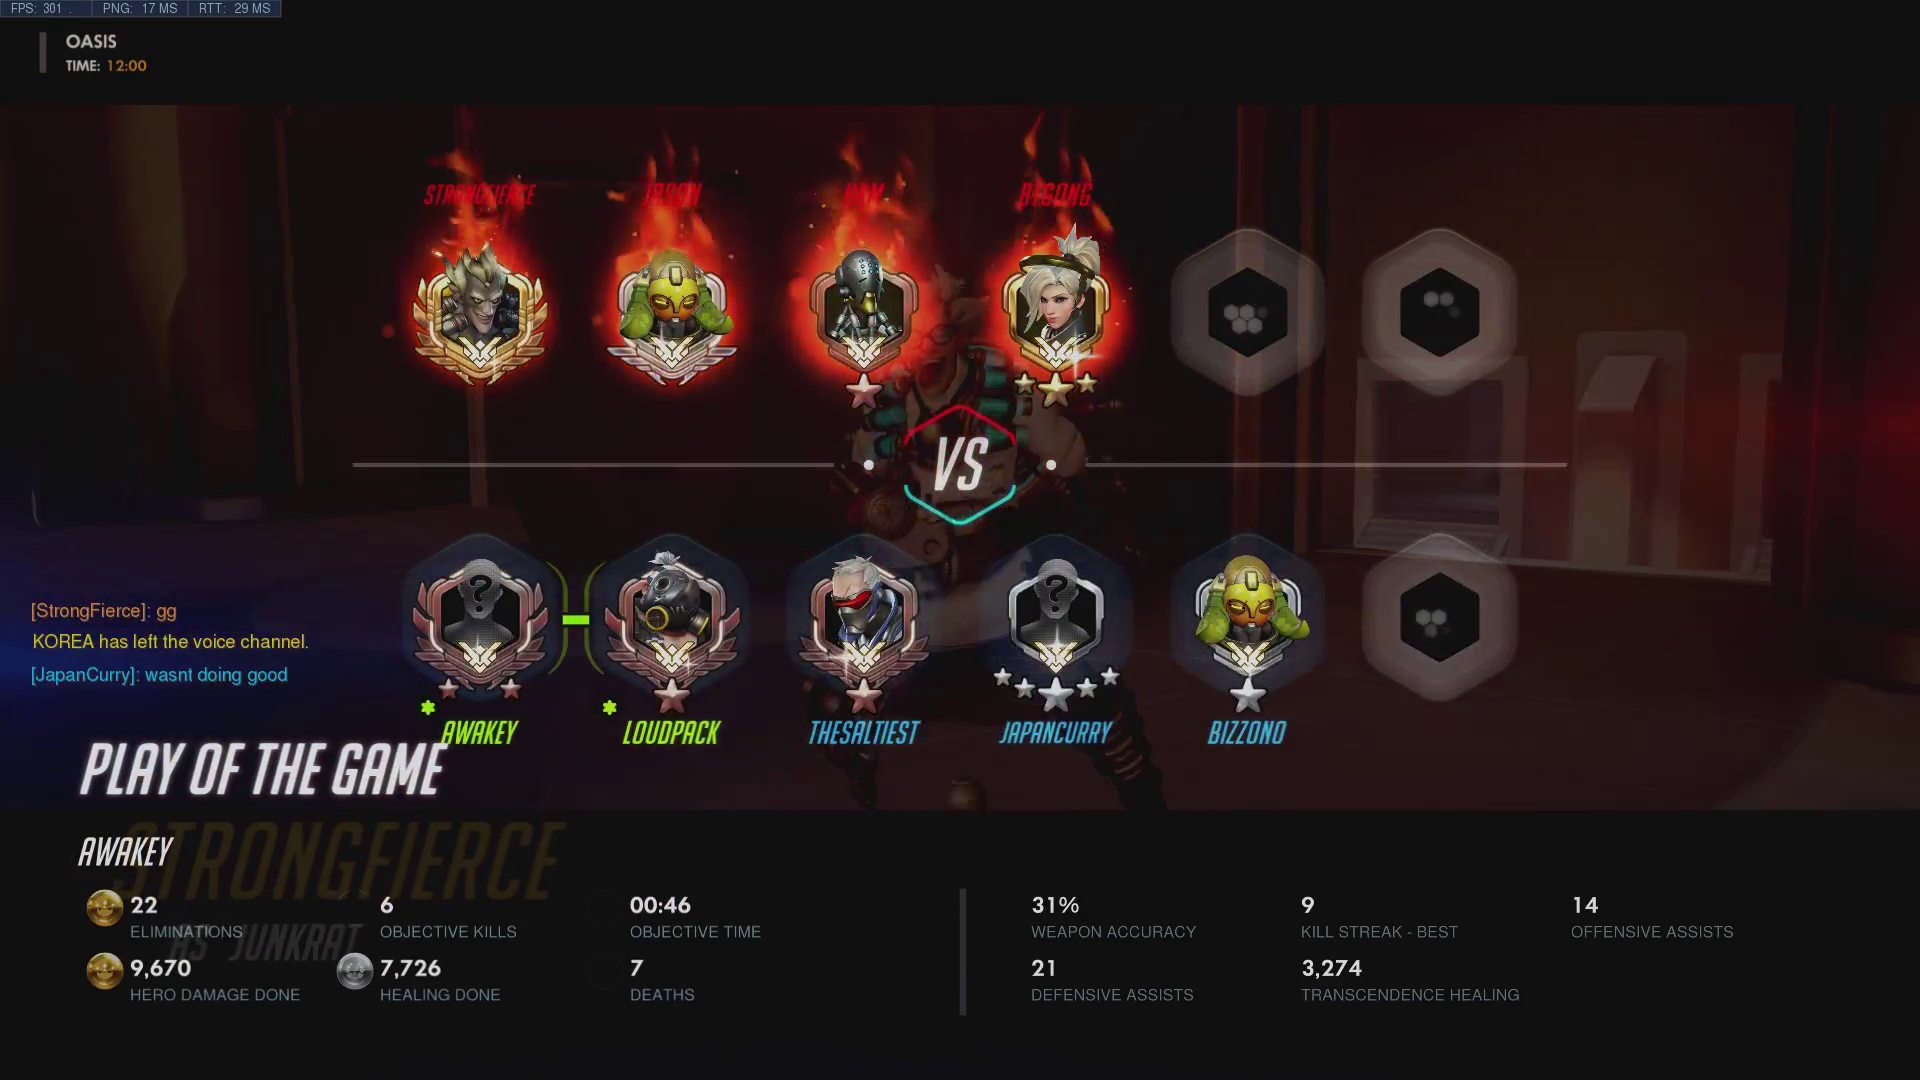 FPS: 301 . PNG: 17 MS RTT: 29 MS
OASIS
TIME: 12:00
STRONGFIERCE JASON BIGONG
VS
[StrongFierce]: gg
KOREA has left the voice channel.
[JapanCurry]: wasnt doing good
? ?
AWAKEY LOUDPACK THESALTIEST JAPANCURRY BIZZONO
PLAY OF THE GAME
STRONGFIERCE
AS JUNKRAT
AWAKEY
22 6 00:46 31% 9 14
ELIMINATIONS OBJECTIVE KILLS OBJECTIVE TIME WEAPON ACCURACY KILL STREAK - BEST OFFENSIVE ASSISTS
9,670 7,726 7 21 3,274
HERO DAMAGE DONE HEALING DONE DEATHS DEFENSIVE ASSISTS TRANSCENDENCE HEALING